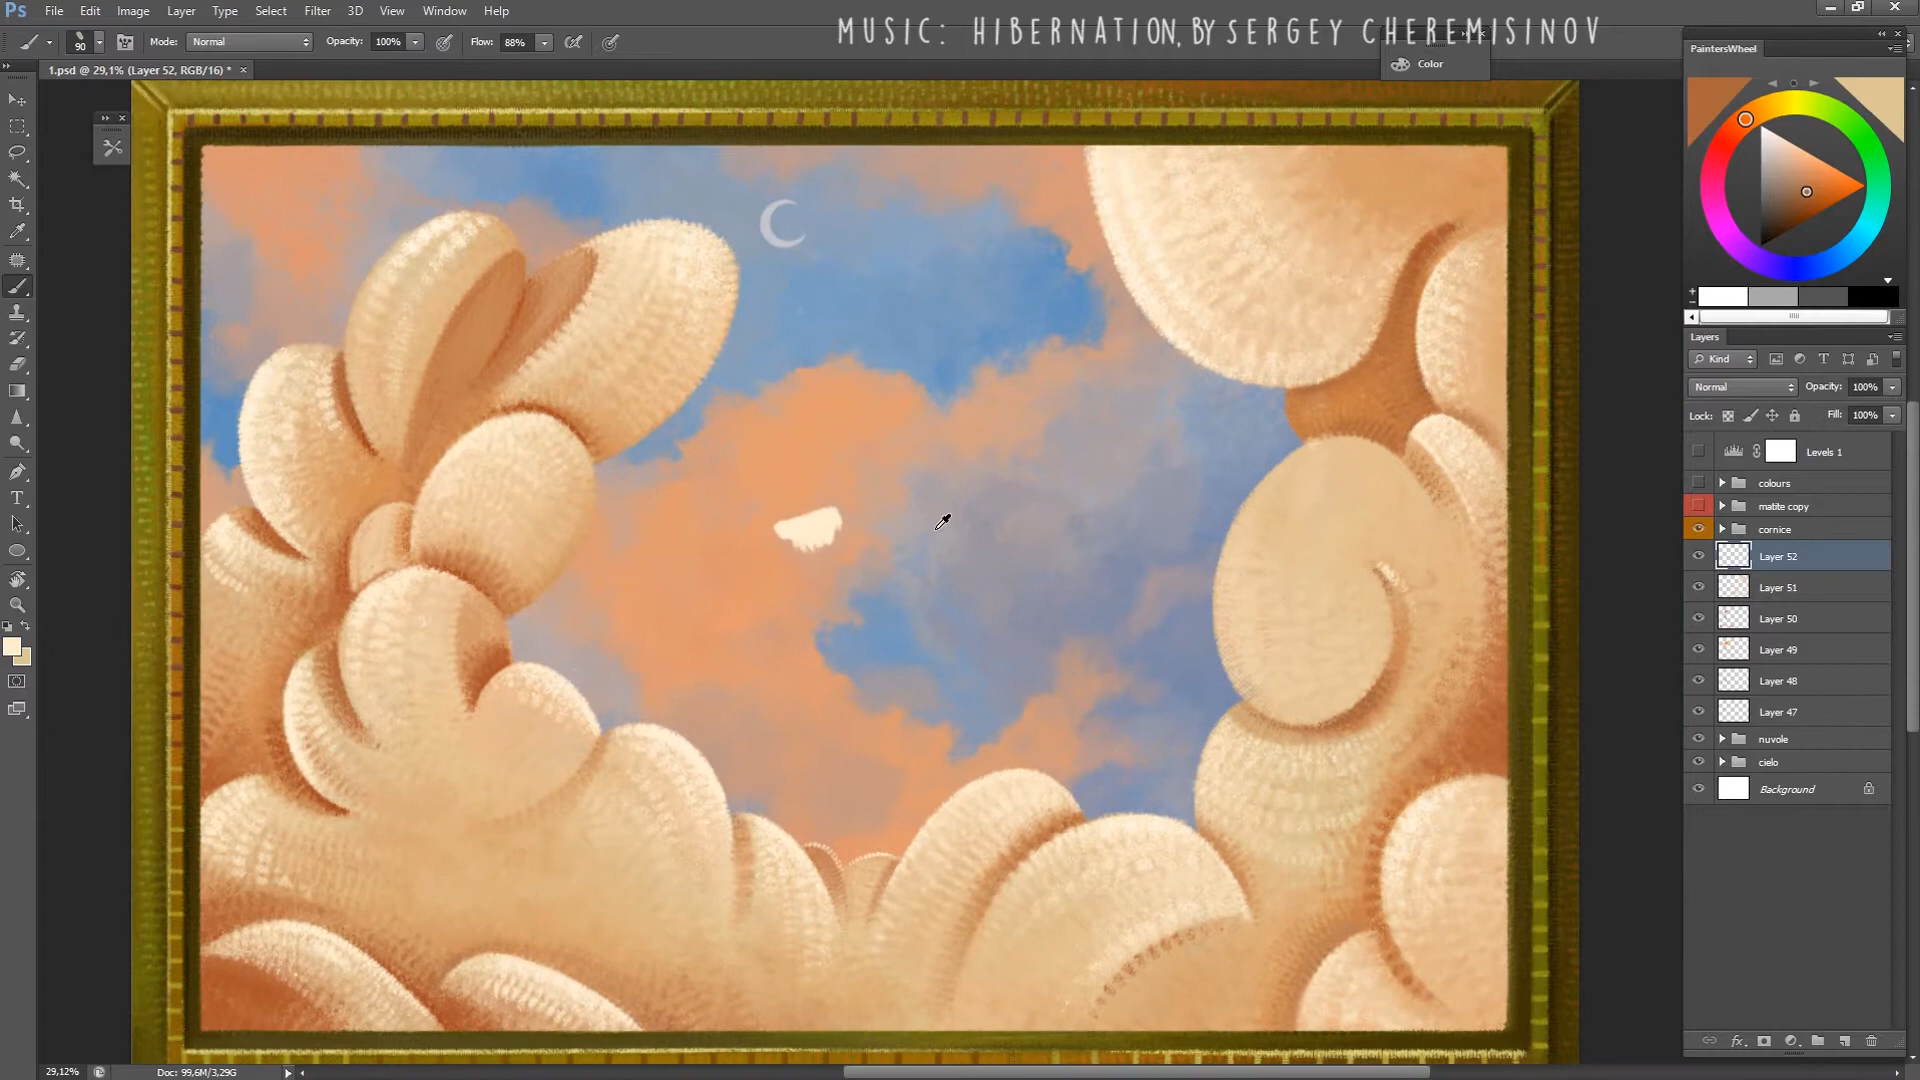 Ps File Edit Image Layer Type Select Filter 3D View Window Help
MUSIC: HIBERNATION, BY SERGEY CHEREMISINOV
90 Mode: Normal Opacity: 100% Flow: 88%
Color
1.psd @ 29,1% (Layer 52, RGB/16) *
PaintersWheel
Layers
Kind
Normal Opacity: 100%
Lock: Fill: 100%
Levels 1
colours
matite copy
cornice
Layer 52
Layer 51
Layer 50
Layer 49
Layer 48
Layer 47
nuvole
cielo
Background
29,12% Doc: 99,6M/3,29G